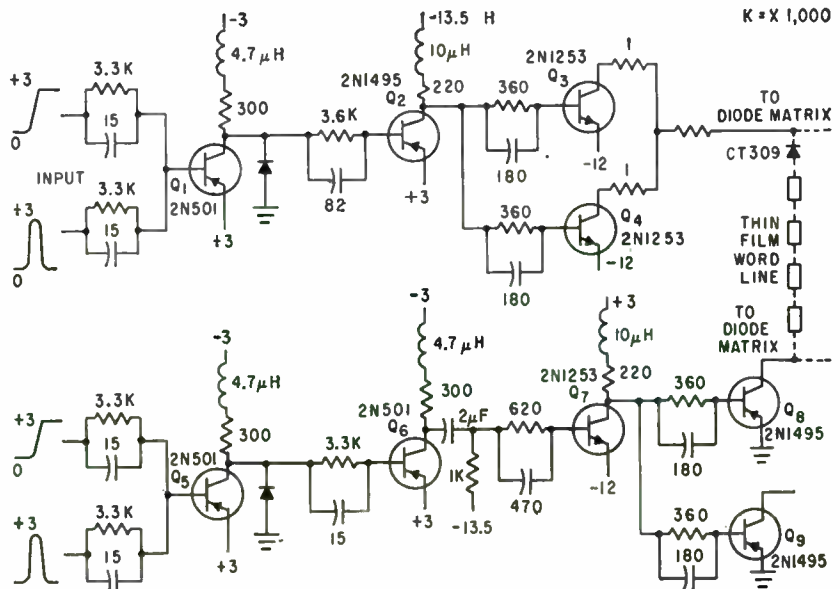 -3
-13.5 H
K = X 1,000
4.7 μH
10 μH
2N1253
1
+3
3.3K
2N1495
Q3
Q2
220
360
0
15
300
3.6K
TO
DIODE MATRIX
-12
CT309
INPUT
180
3.3K
Q1
82
1
2N501
+3
360
Q4
+3
15
+3
2N1253
THIN
FILM
WORD
LINE
0
-12
180
-3
+3
TO
DIODE
MATRIX
-3
4.7 μH
10 μH
4.7 μH
300
2N1253
220
3.3K
2N501
2μF
620
Q7
360
+3
Q6
Q8
0
15
2N501
300
3.3K
2N1495
Q5
1K
180
-12
470
3.3K
+3
-13.5
360
Q9
+3
15
180
2N1495
0
15
+3